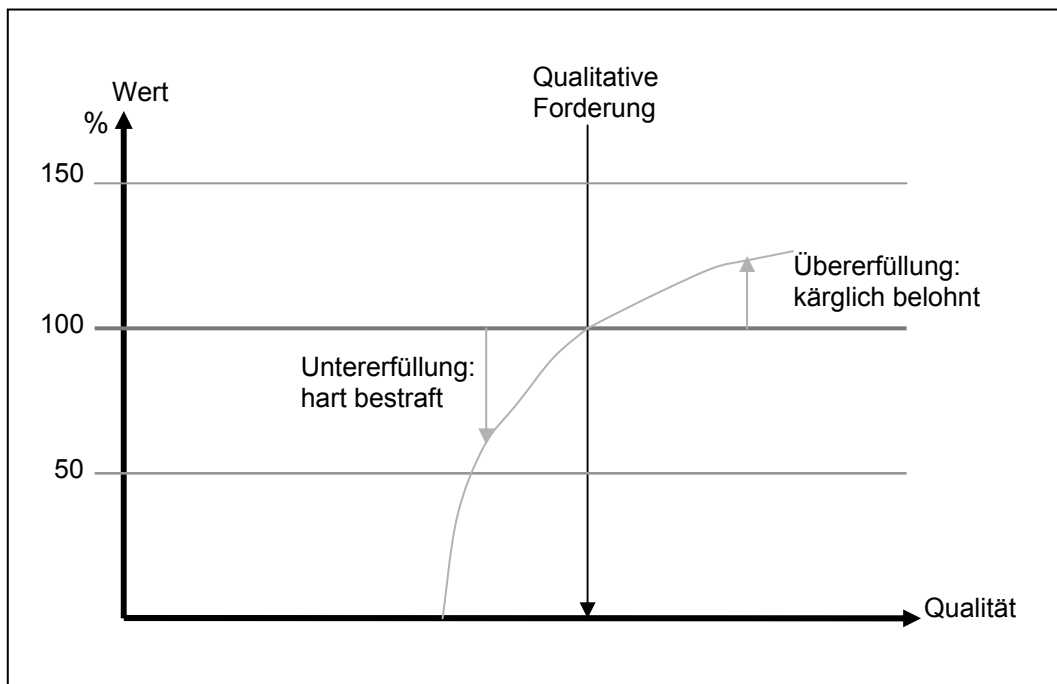 Wert
%
Qualitative
Forderung
150
100
50
Übererfüllung:
kärglich belohnt
Untererfüllung:
hart bestraft
Qualität